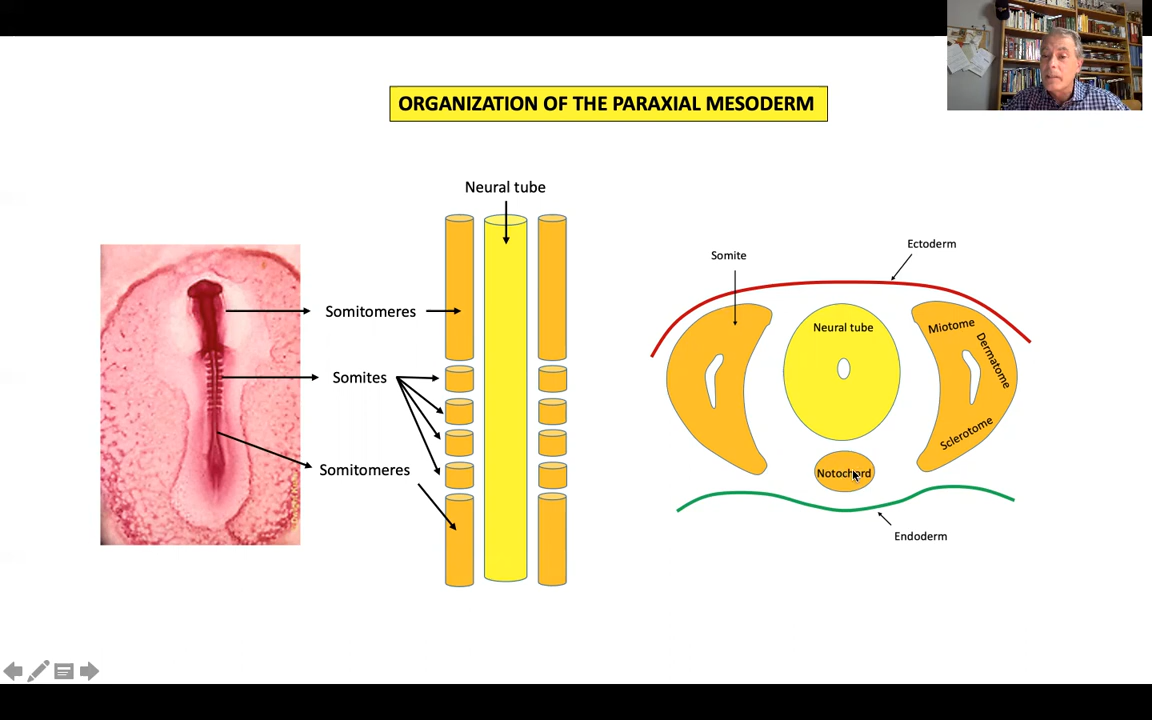 ORGANIZATION OF THE PARAXIAL MESODERM
Neural tube
Somitomeres
Somites
Somitomeres
Somite
Ectoderm
Neural tube
Miotome
Dermatome
Sclerotome
Notochord
Endoderm